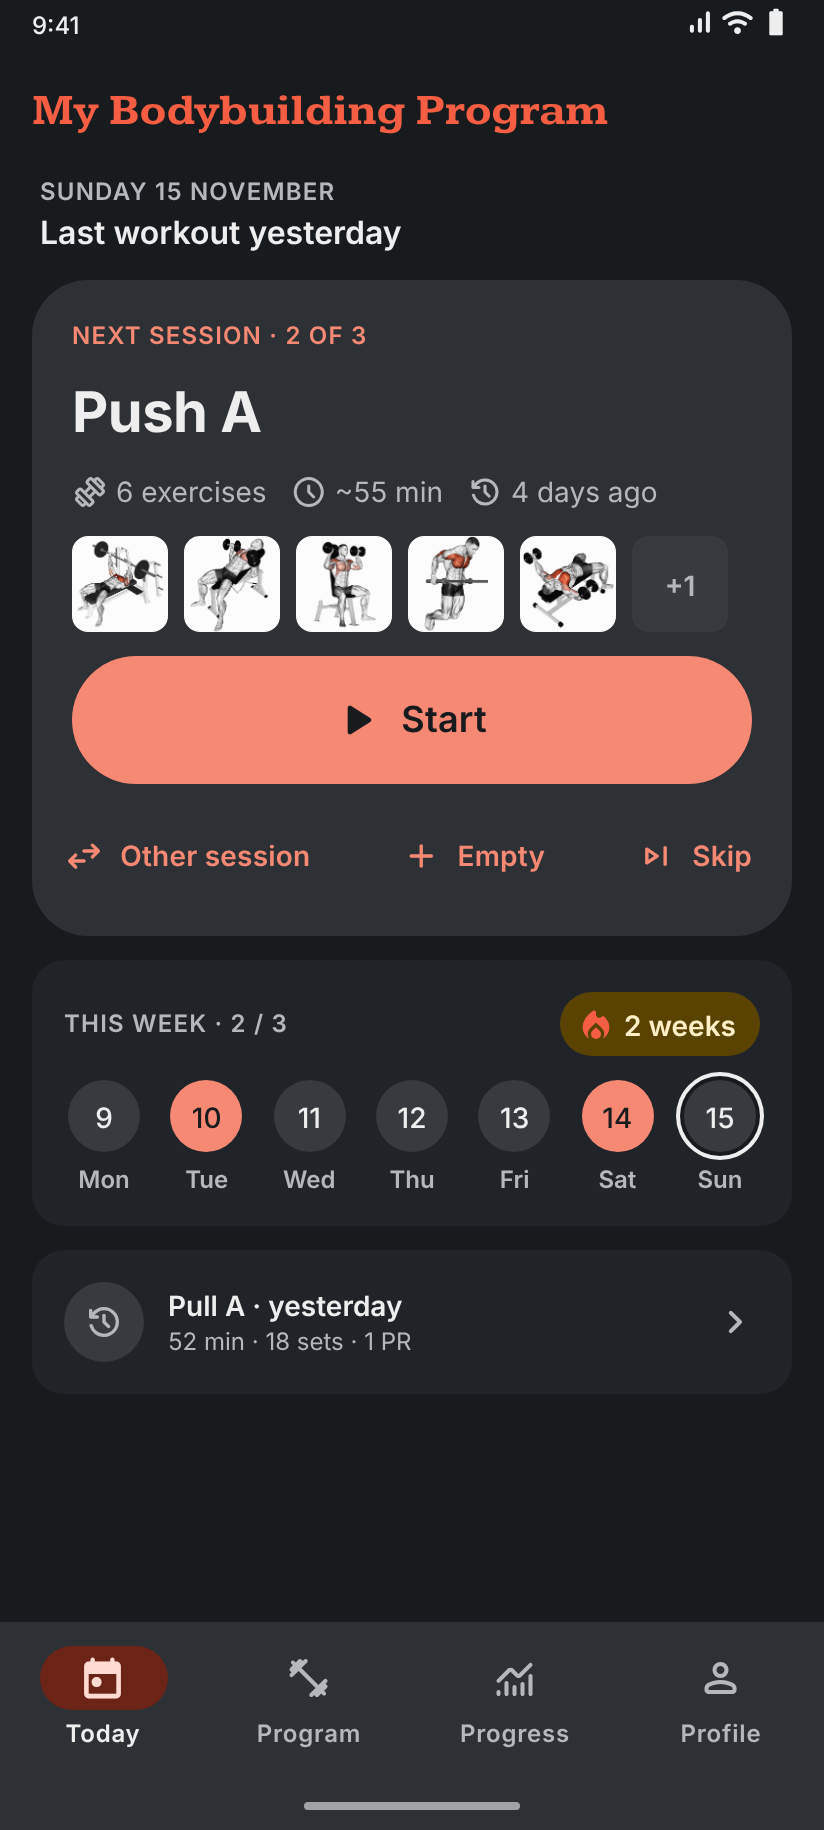 9:41
My Bodybuilding Program
SUNDAY 15 NOVEMBER
Last workout yesterday
NEXT SESSION · 2 OF 3
Push A
6 exercises ~55 min 4 days ago
+1
Start
Other session Empty Skip
THIS WEEK · 2 / 3 2 weeks
9 10 11 12 13 14 15
Mon Tue Wed Thu Fri Sat Sun
Pull A · yesterday
52 min · 18 sets · 1 PR
Today Program Progress Profile